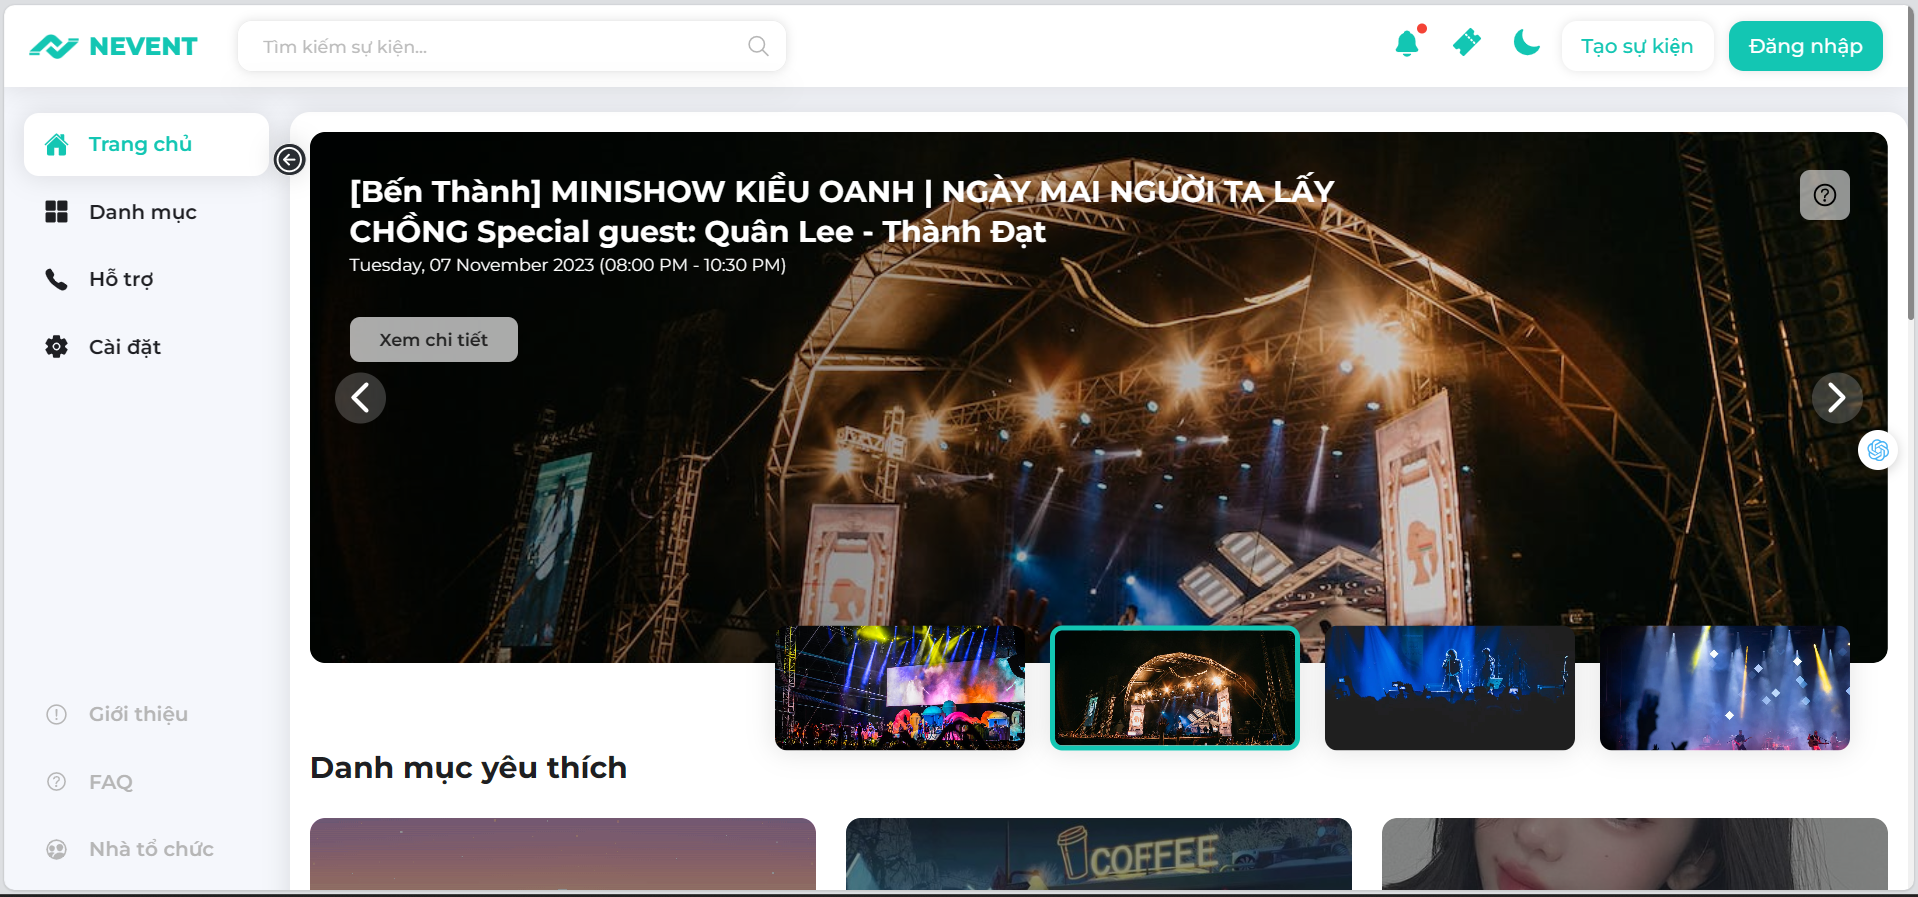 NEVENT
Tìm kiếm sự kiện...
Tạo sự kiện
Đăng nhập
Trang chủ
Danh mục
Hỗ trợ
Cài đặt
Giới thiệu
FAQ
Nhà tổ chức
[Bến Thành] MINISHOW KIỀU OANH | NGÀY MAI NGƯỜI TA LẤY
CHỒNG Special guest: Quân Lee - Thành Đạt
Tuesday, 07 November 2023 (08:00 PM - 10:30 PM)
Xem chi tiết
Danh mục yêu thích
COFFEE